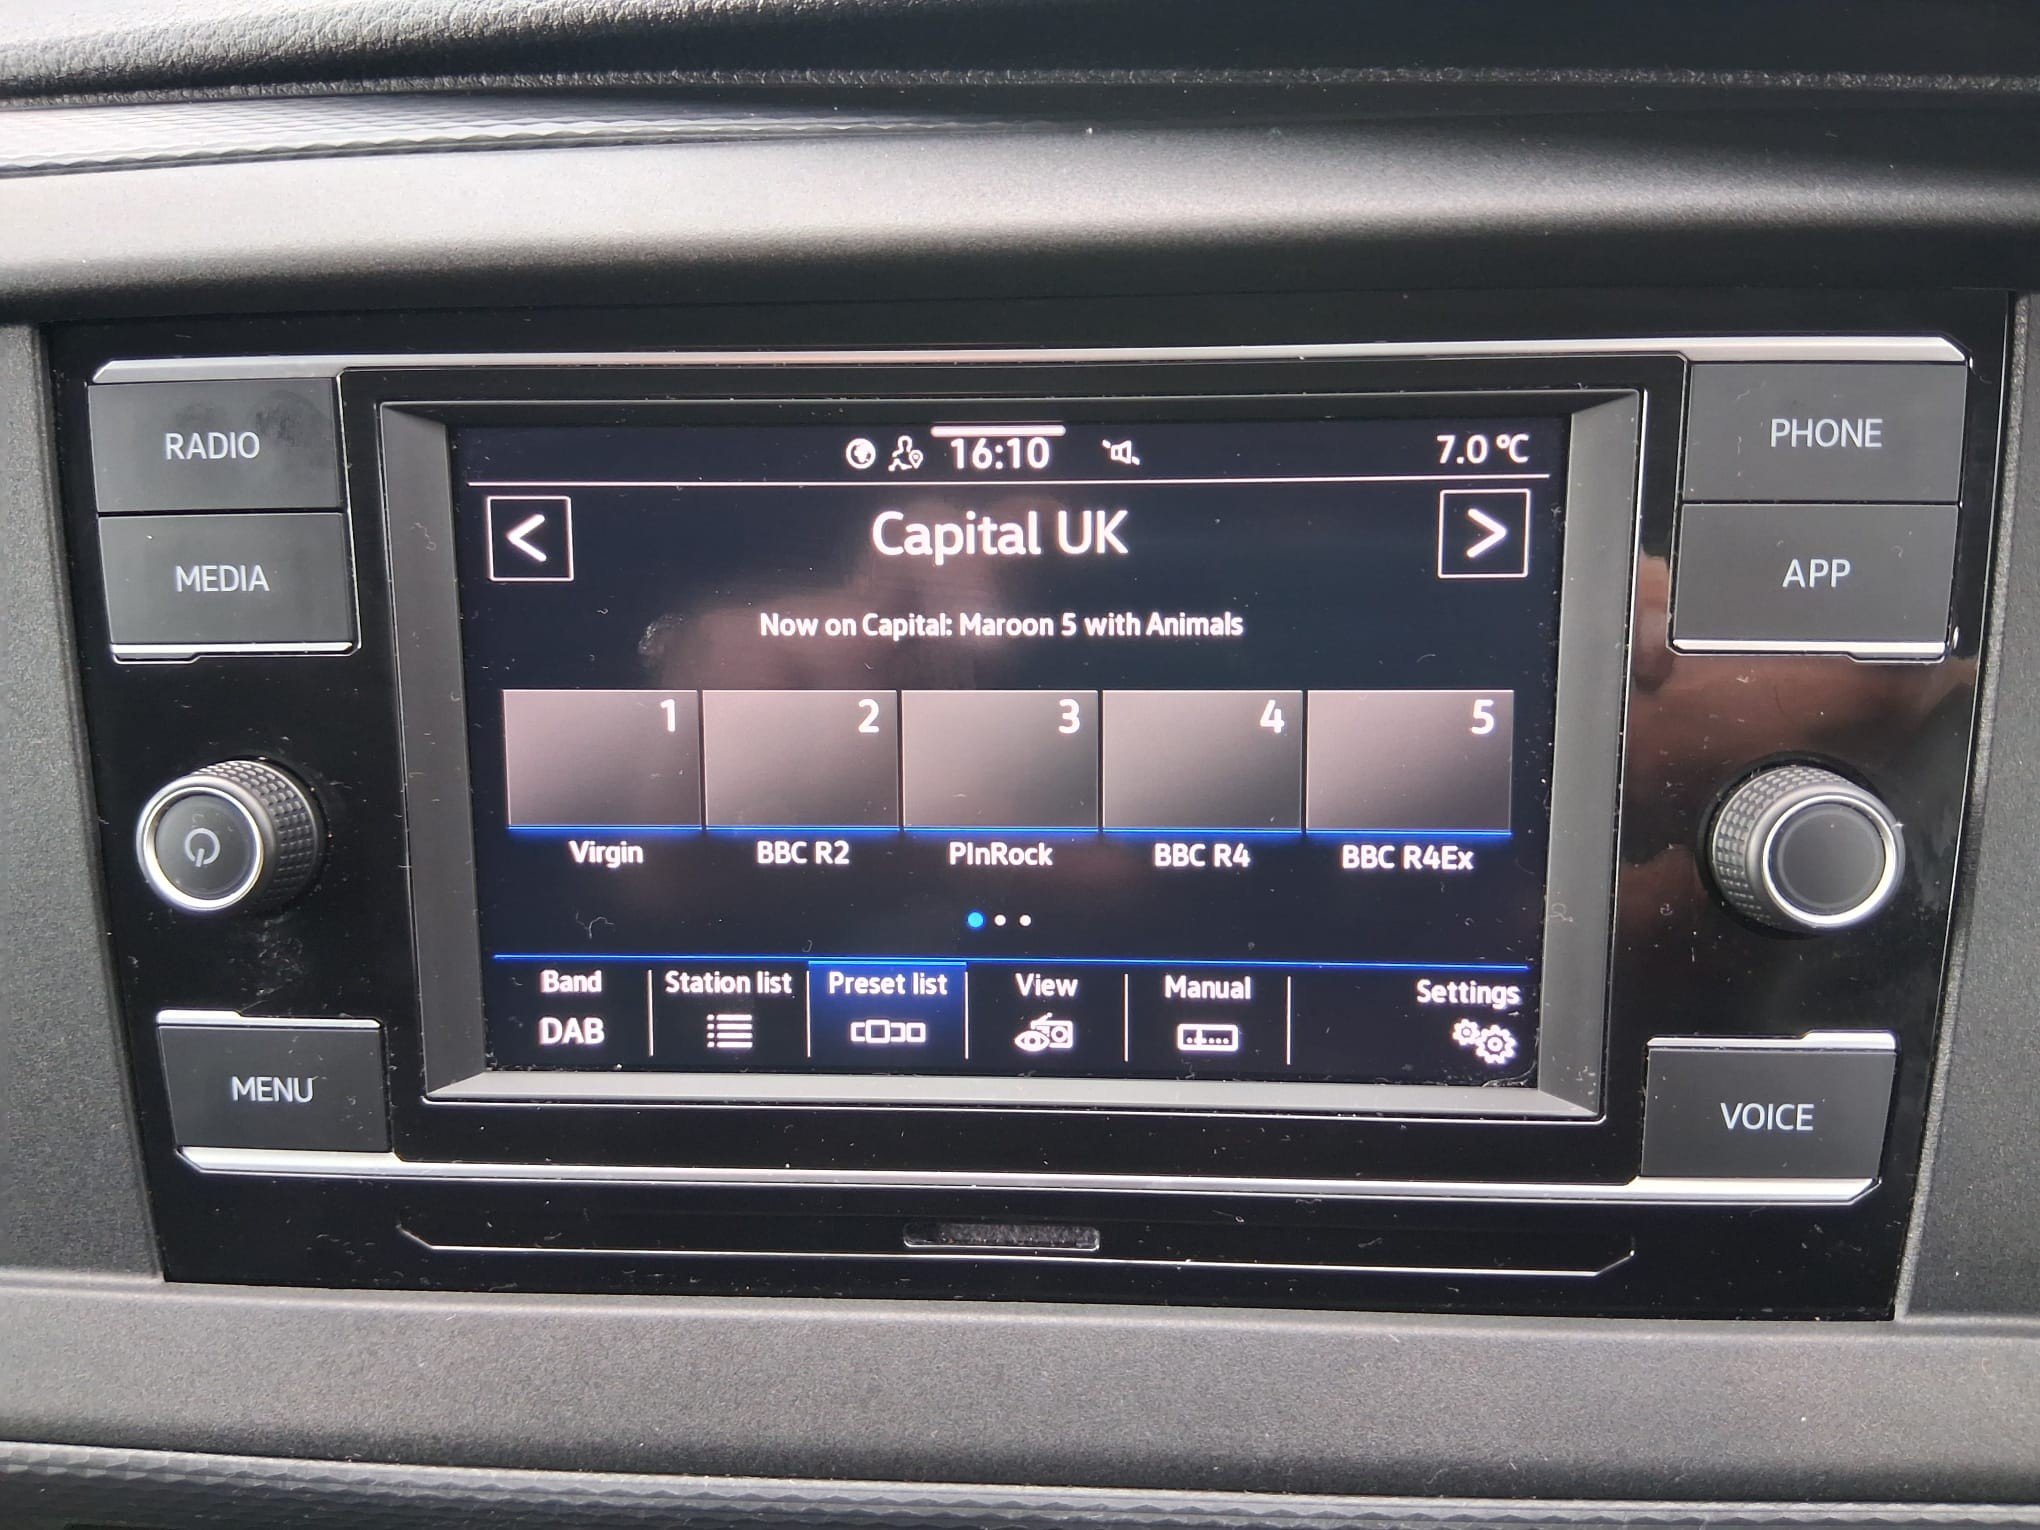 RADIO
MEDIA
MENU
16:10
7.0 °C
<
Capital UK
>
Now on Capital: Maroon 5 with Animals
1
2
3
4
5
Virgin
BBC R2
PlnRock
BBC R4
BBC R4Ex
Band
DAB
Station list
Preset list
View
Manual
Settings
PHONE
APP
VOICE